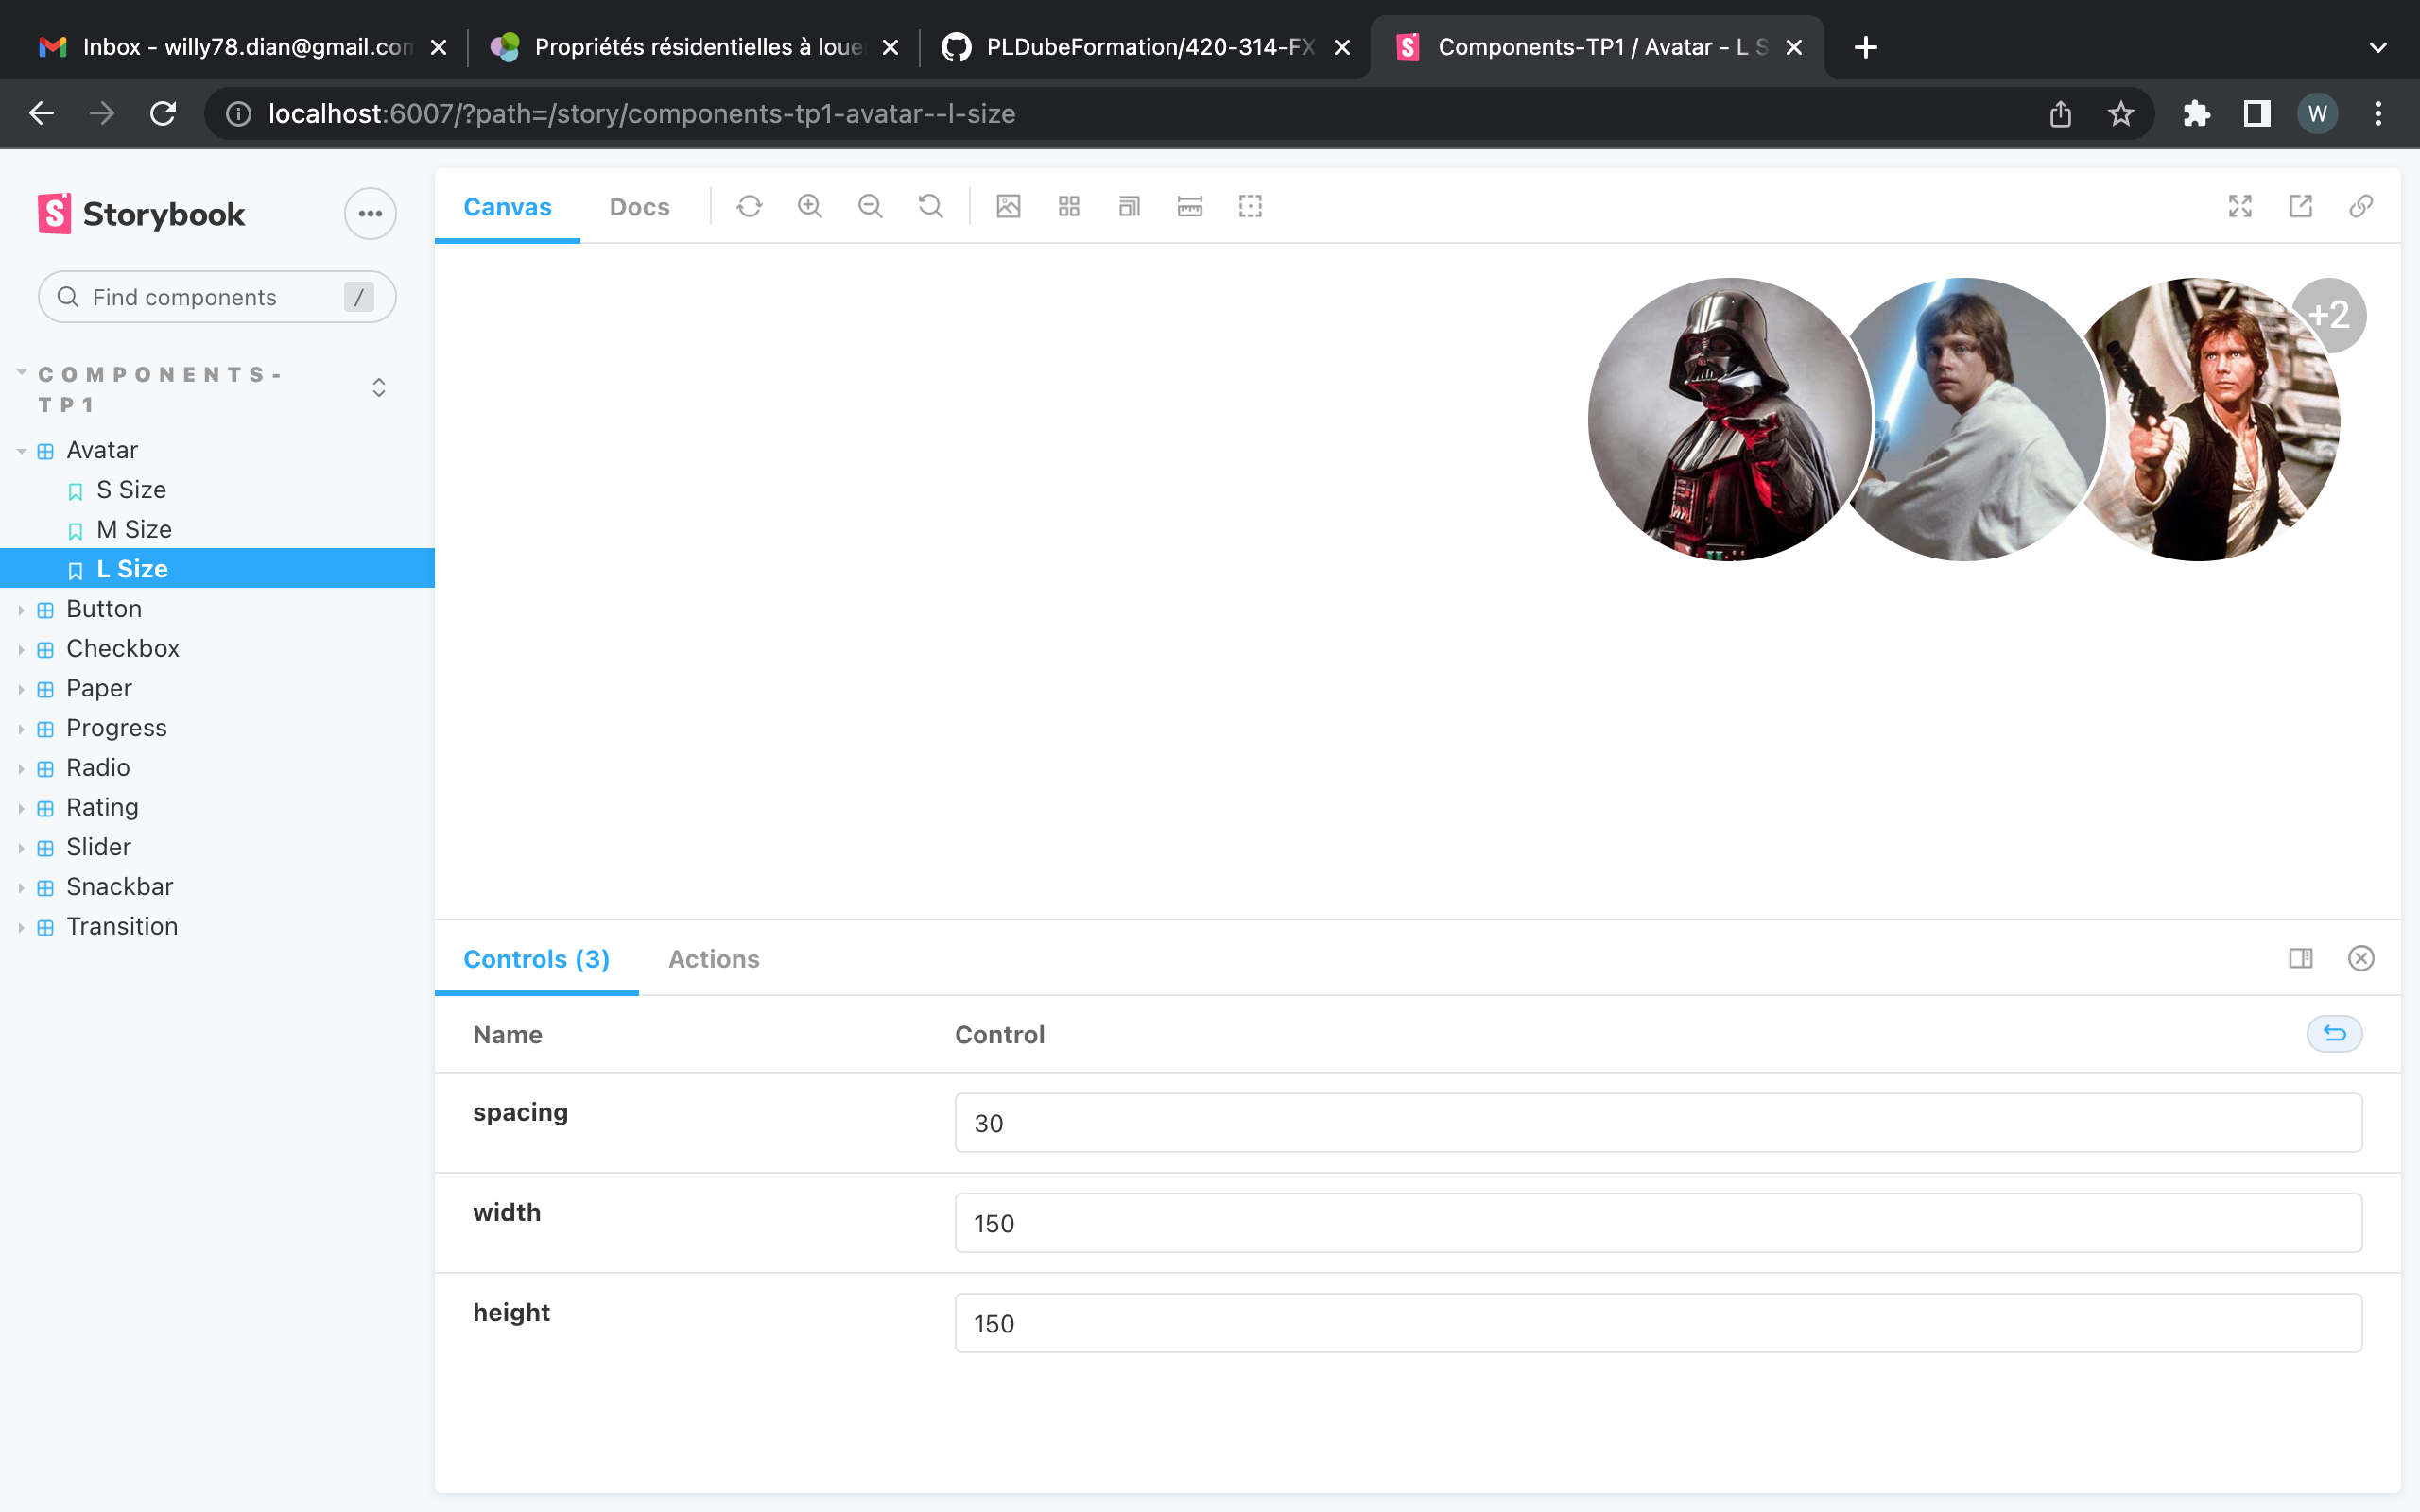 Inbox - willy78.dian@gmail.com
Propriétés résidentielles à loue
PLDubeFormation/420-314-FX
Components-TP1 / Avatar - L S
localhost:6007/?path=/story/components-tp1-avatar--l-size
W
Storybook
Find components
/
COMPONENTS-
TP1
Avatar
S Size
M Size
L Size
Button
Checkbox
Paper
Progress
Radio
Rating
Slider
Snackbar
Transition
Canvas
Docs
+2
Controls (3)
Actions
Name
Control
spacing
30
width
150
height
150